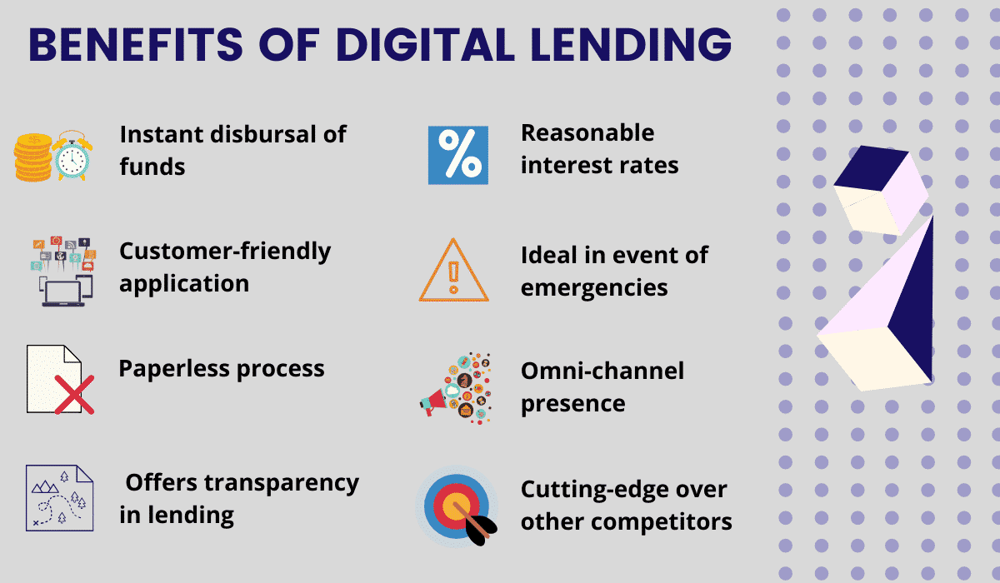 BENEFITS OF DIGITAL LENDING
Instant disbursal of
funds
Customer-friendly
application
Paperless process
Offers transparency
in lending
%
Reasonable
interest rates
Ideal in event of
emergencies
Omni-channel
presence
Cutting-edge over
other competitors